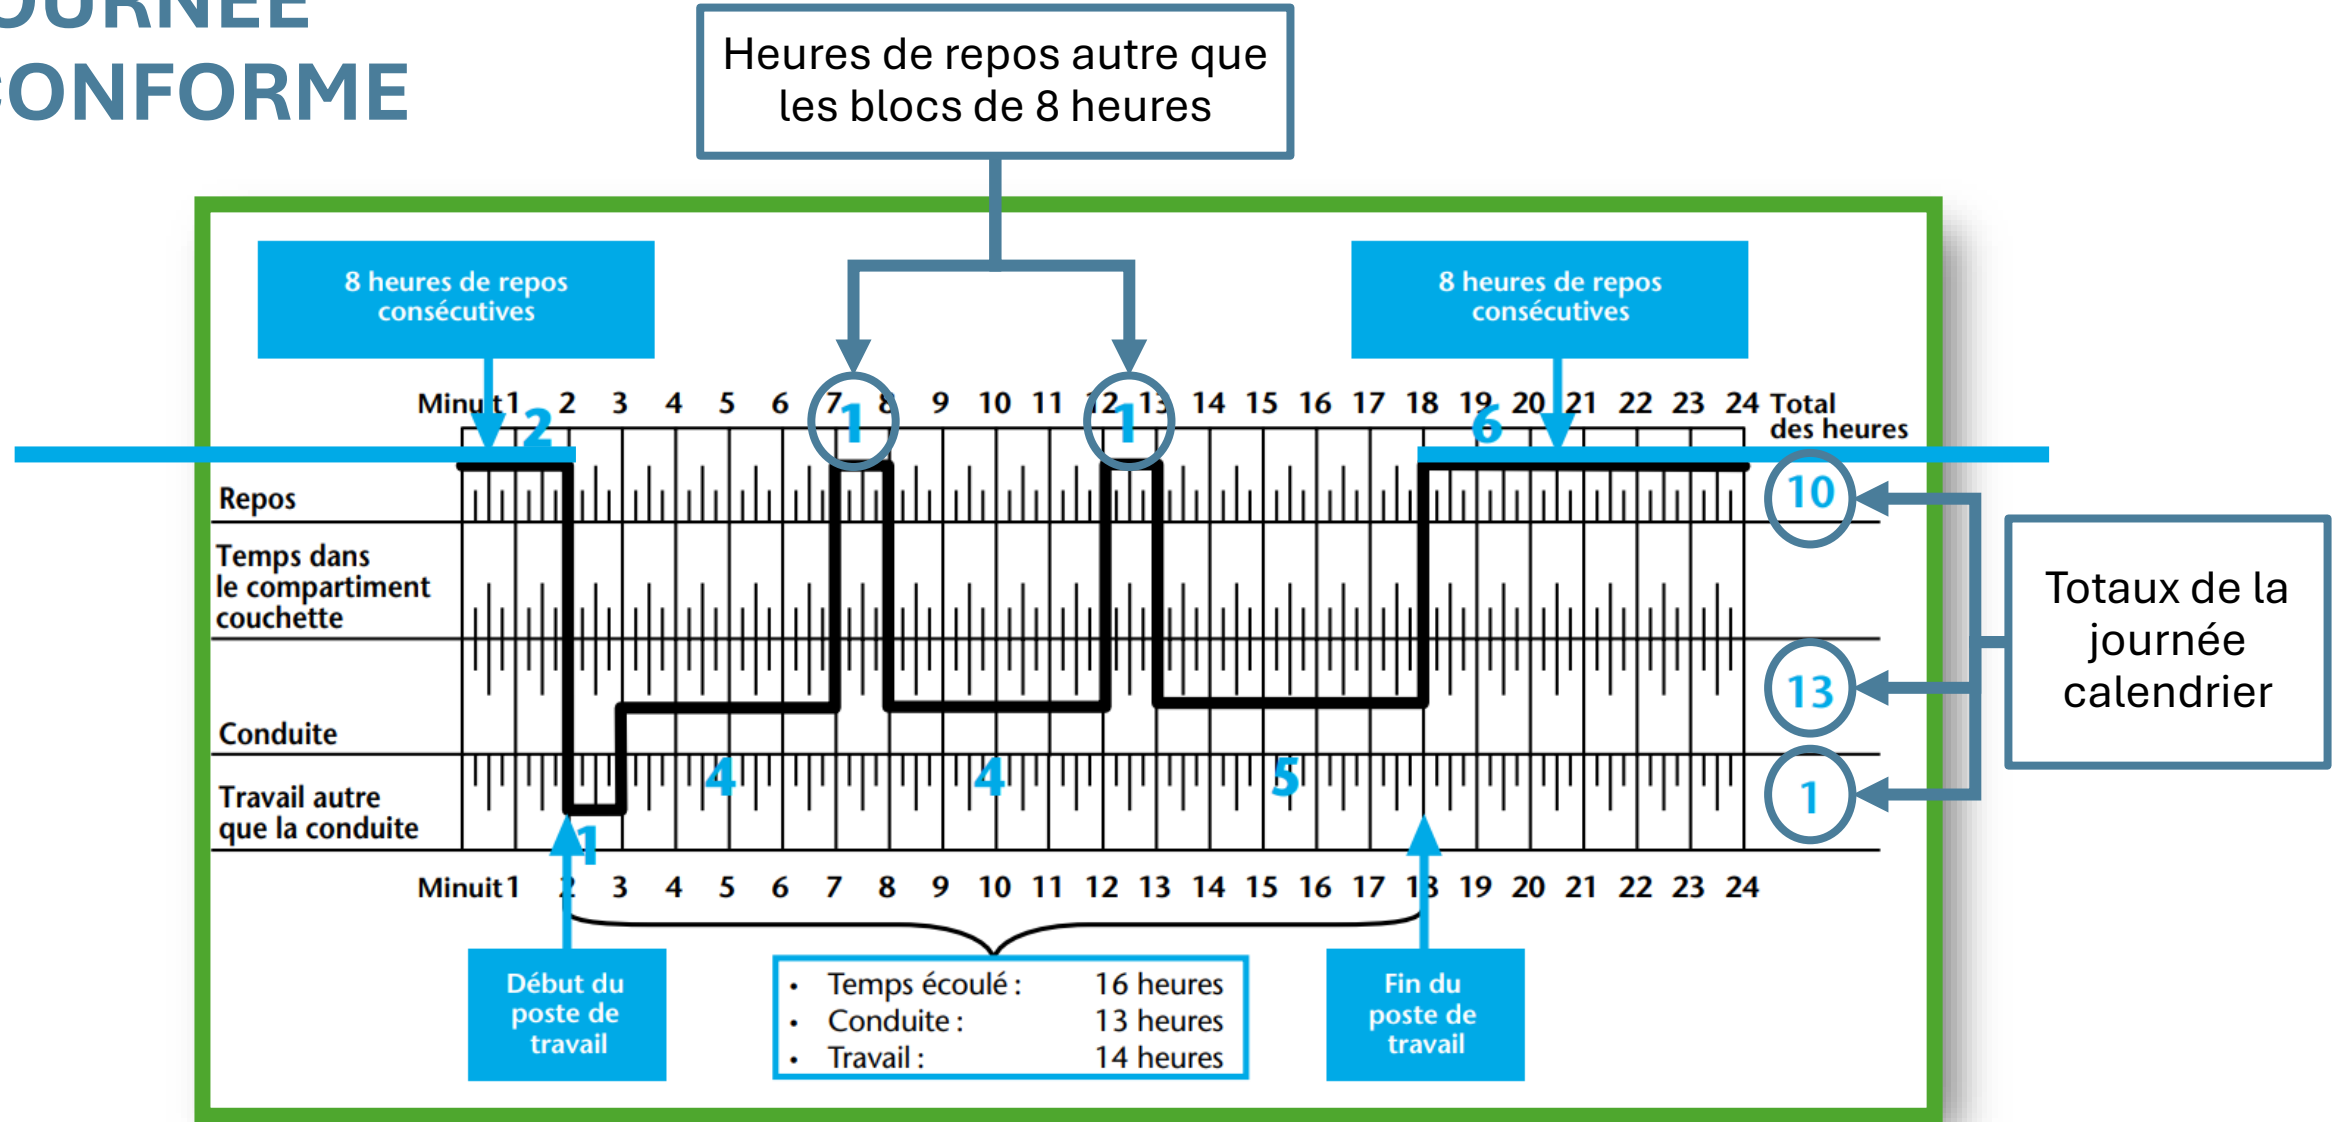 OURNÉE
CONFORME
Heures de repos autre que
les blocs de 8 heures
8 heures de repos
consécutives
8 heures de repos
consécutives
Minuit 1 2 3 4 5 6 7 8 9 10 11 12 13 14 15 16 17 18 19 20 21 22 23 24 Total
des heures
2 1 1 6
Repos
10
Temps dans
le compartiment
couchette
Conduite
13
4 4 5
Travail autre
que la conduite
1
1
Totaux de la
journée
calendrier
Minuit 1 2 3 4 5 6 7 8 9 10 11 12 13 14 15 16 17 18 19 20 21 22 23 24
Début du
poste de
travail
• Temps écoulé : 16 heures
• Conduite : 13 heures
• Travail : 14 heures
Fin du
poste de
travail